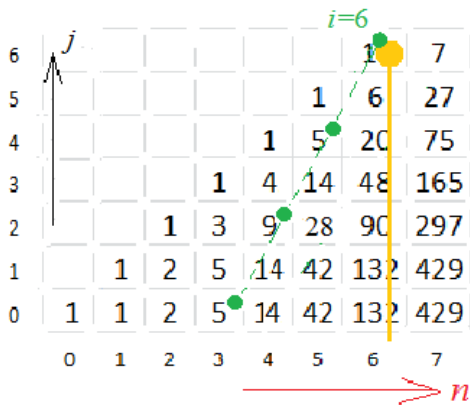 i=6
6 j 1 7
5 1 6 27
4 1 5 20 75
3 1 4 14 48 165
2 1 3 9 28 90 297
1 1 2 5 14 42 132 429
0 1 1 2 5 14 42 132 429
0 1 2 3 4 5 6 7
n